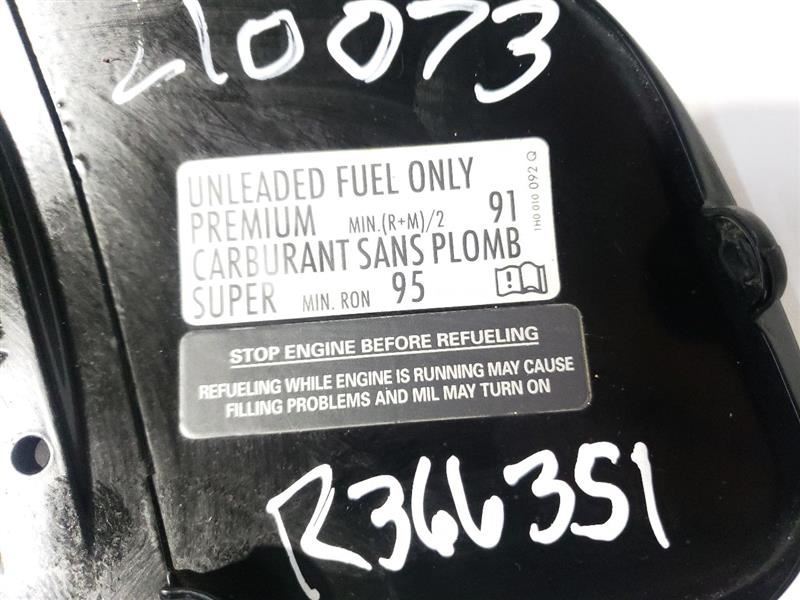 210073
UNLEADED FUEL ONLY
PREMIUM MIN.(R+M)/2 91
CARBURANT SANS PLOMB
SUPER MIN. RON 95
1H0 010 092 Q
STOP ENGINE BEFORE REFUELING
REFUELING WHILE ENGINE IS RUNNING MAY CAUSE
FILLING PROBLEMS AND MIL MAY TURN ON
R366351